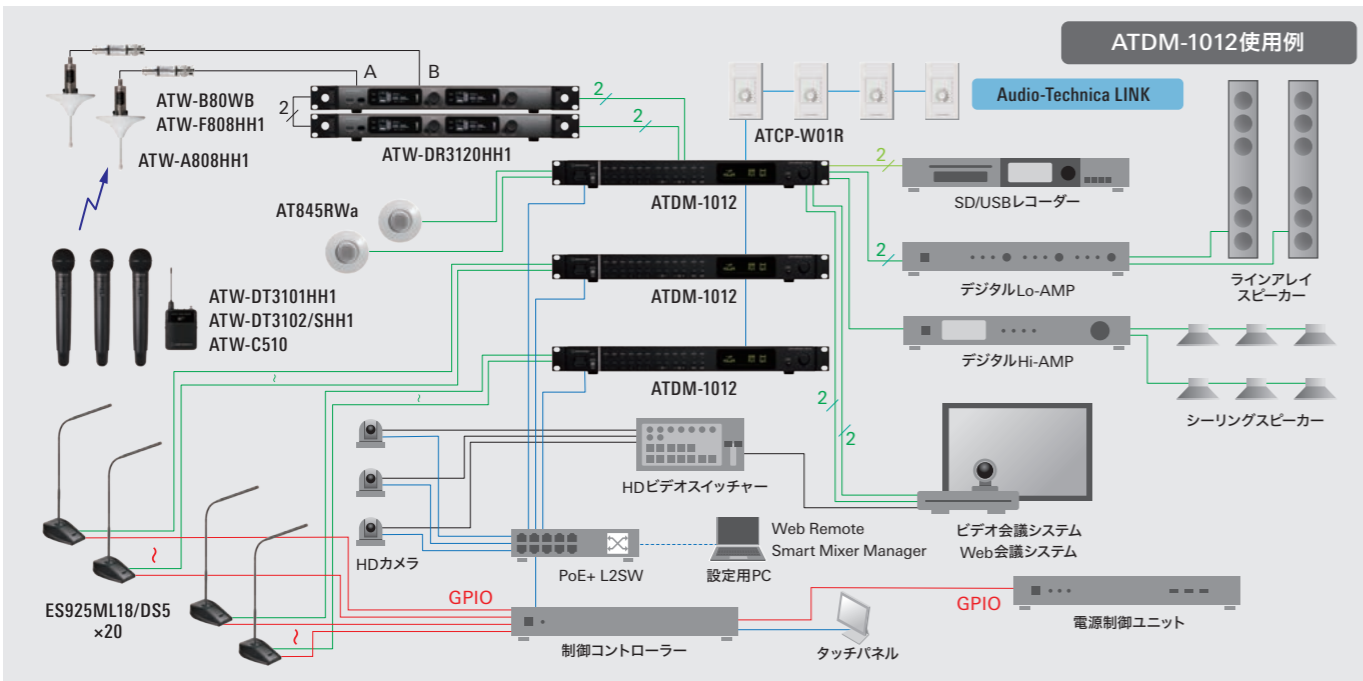 ATDM-1012使用例
A
B
2
ATW-B80WB
ATW-F808HH1
ATW-A808HH1
ATW-DR3120HH1
2
2
ATCP-W01R
Audio-Technica LINK
AT845RWa
ATDM-1012
2
SD/USBレコーダー
2
デジタルLo-AMP
ラインアレイ
スピーカー
ATW-DT3101HH1
ATW-DT3102/SHH1
ATW-C510
ATDM-1012
デジタルHi-AMP
ATDM-1012
2
2
シーリングスピーカー
HDビデオスイッチャー
HDカメラ
PoE+ L2SW
Web Remote
Smart Mixer Manager
設定用PC
ビデオ会議システム
Web会議システム
ES925ML18/DS5
×20
GPIO
制御コントローラー
タッチパネル
GPIO
電源制御ユニット